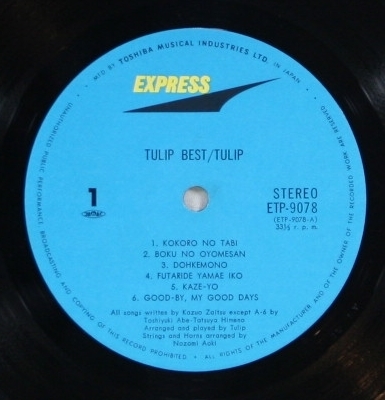 MFD BY TOSHIBA MUSICAL INDUSTRIES LTD. IN JAPAN.
EXPRESS
TULIP BEST/TULIP
1
STEREO
ETP-9078
(ETP-9078-A)
33⅓ r. p. m.
1. KOKORO NO TABI
2. BOKU NO OYOMESAN
3. DOHKEMONO
4. FUTARIDE YAMAE IKO
5. KAZE-YO
6. GOOD-BY, MY GOOD DAYS
All songs written by Kazuo Zaitsu except A-6 by
Toshiyuki Abe-Tatsuya Himeno
Arranged and played by Tulip
Strings and Horns arranged by
Nozomi Aoki
UNAUTHORIZED PUBLIC PERFORMANCE BROADCASTING AND COPYING OF THIS RECORD PROHIBITED • ALL RIGHTS OF THE MANUFACTURER AND OF THE OWNER OF THE RECORDED WORK ARE RESERVED.